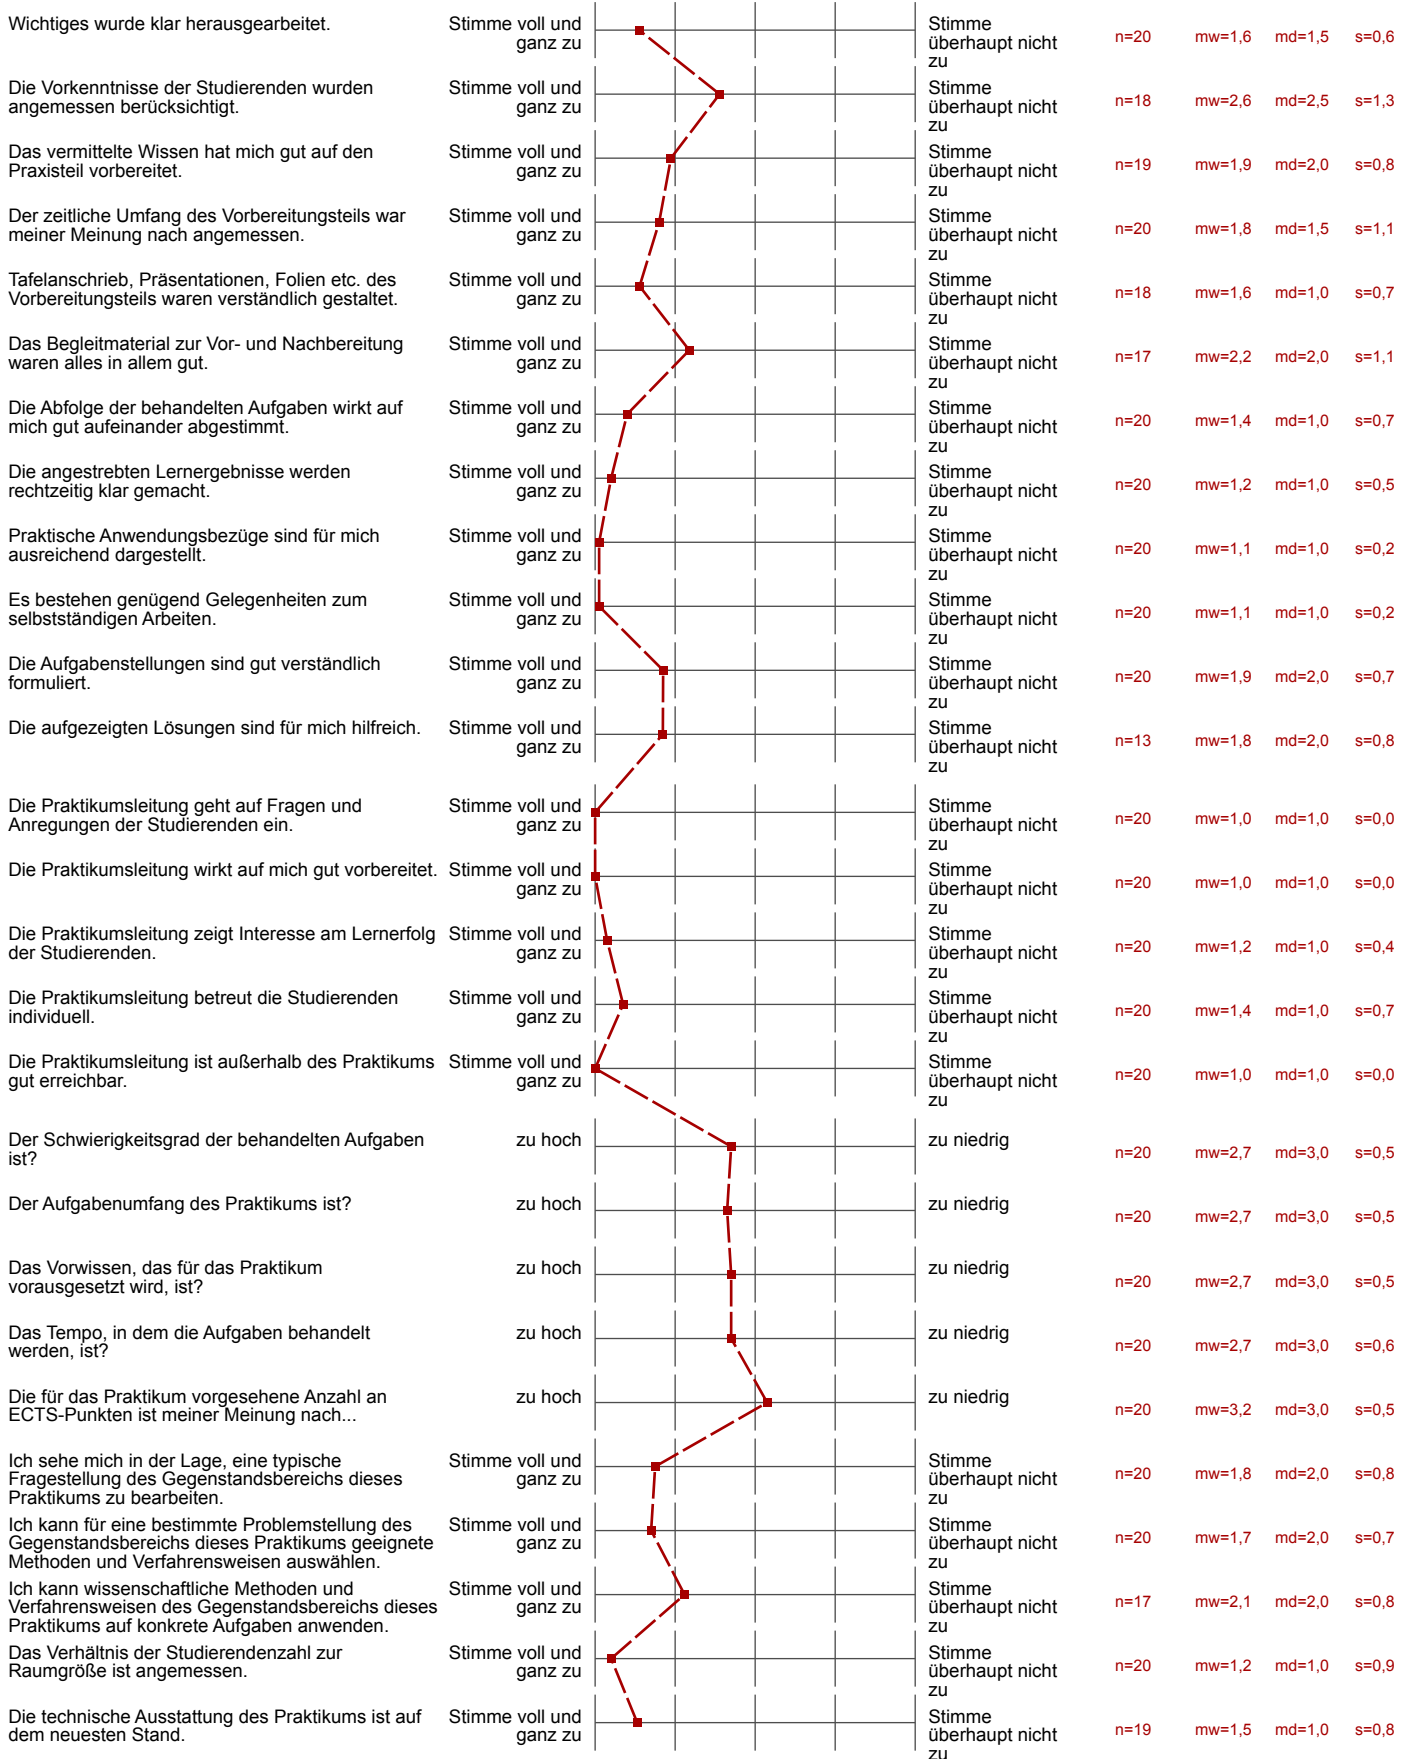 Wichtiges wurde klar herausgearbeitet. Stimme voll und ganz zu Stimme überhaupt nicht zu n=20 mw=1,6 md=1,5 s=0,6
Die Vorkenntnisse der Studierenden wurden angemessen berücksichtigt. Stimme voll und ganz zu Stimme überhaupt nicht zu n=18 mw=2,6 md=2,5 s=1,3
Das vermittelte Wissen hat mich gut auf den Praxisteil vorbereitet. Stimme voll und ganz zu Stimme überhaupt nicht zu n=19 mw=1,9 md=2,0 s=0,8
Der zeitliche Umfang des Vorbereitungsteils war meiner Meinung nach angemessen. Stimme voll und ganz zu Stimme überhaupt nicht zu n=20 mw=1,8 md=1,5 s=1,1
Tafelanschrieb, Präsentationen, Folien etc. des Vorbereitungsteils waren verständlich gestaltet. Stimme voll und ganz zu Stimme überhaupt nicht zu n=18 mw=1,6 md=1,0 s=0,7
Das Begleitmaterial zur Vor- und Nachbereitung waren alles in allem gut. Stimme voll und ganz zu Stimme überhaupt nicht zu n=17 mw=2,2 md=2,0 s=1,1
Die Abfolge der behandelten Aufgaben wirkt auf mich gut aufeinander abgestimmt. Stimme voll und ganz zu Stimme überhaupt nicht zu n=20 mw=1,4 md=1,0 s=0,7
Die angestrebten Lernergebnisse werden rechtzeitig klar gemacht. Stimme voll und ganz zu Stimme überhaupt nicht zu n=20 mw=1,2 md=1,0 s=0,5
Praktische Anwendungsbezüge sind für mich ausreichend dargestellt. Stimme voll und ganz zu Stimme überhaupt nicht zu n=20 mw=1,1 md=1,0 s=0,2
Es bestehen genügend Gelegenheiten zum selbstständigen Arbeiten. Stimme voll und ganz zu Stimme überhaupt nicht zu n=20 mw=1,1 md=1,0 s=0,2
Die Aufgabenstellungen sind gut verständlich formuliert. Stimme voll und ganz zu Stimme überhaupt nicht zu n=20 mw=1,9 md=2,0 s=0,7
Die aufgezeigten Lösungen sind für mich hilfreich. Stimme voll und ganz zu Stimme überhaupt nicht zu n=13 mw=1,8 md=2,0 s=0,8
Die Praktikumsleitung geht auf Fragen und Anregungen der Studierenden ein. Stimme voll und ganz zu Stimme überhaupt nicht zu n=20 mw=1,0 md=1,0 s=0,0
Die Praktikumsleitung wirkt auf mich gut vorbereitet. Stimme voll und ganz zu Stimme überhaupt nicht zu n=20 mw=1,0 md=1,0 s=0,0
Die Praktikumsleitung zeigt Interesse am Lernerfolg der Studierenden. Stimme voll und ganz zu Stimme überhaupt nicht zu n=20 mw=1,2 md=1,0 s=0,4
Die Praktikumsleitung betreut die Studierenden individuell. Stimme voll und ganz zu Stimme überhaupt nicht zu n=20 mw=1,4 md=1,0 s=0,7
Die Praktikumsleitung ist außerhalb des Praktikums gut erreichbar. Stimme voll und ganz zu Stimme überhaupt nicht zu n=20 mw=1,0 md=1,0 s=0,0
Der Schwierigkeitsgrad der behandelten Aufgaben ist? zu hoch zu niedrig n=20 mw=2,7 md=3,0 s=0,5
Der Aufgabenumfang des Praktikums ist? zu hoch zu niedrig n=20 mw=2,7 md=3,0 s=0,5
Das Vorwissen, das für das Praktikum vorausgesetzt wird, ist? zu hoch zu niedrig n=20 mw=2,7 md=3,0 s=0,5
Das Tempo, in dem die Aufgaben behandelt werden, ist? zu hoch zu niedrig n=20 mw=2,7 md=3,0 s=0,6
Die für das Praktikum vorgesehene Anzahl an ECTS-Punkten ist meiner Meinung nach... zu hoch zu niedrig n=20 mw=3,2 md=3,0 s=0,5
Ich sehe mich in der Lage, eine typische Fragestellung des Gegenstandsbereichs dieses Praktikums zu bearbeiten. Stimme voll und ganz zu Stimme überhaupt nicht zu n=20 mw=1,8 md=2,0 s=0,8
Ich kann für eine bestimmte Problemstellung des Gegenstandsbereichs dieses Praktikums geeignete Methoden und Verfahrensweisen auswählen. Stimme voll und ganz zu Stimme überhaupt nicht zu n=20 mw=1,7 md=2,0 s=0,7
Ich kann wissenschaftliche Methoden und Verfahrensweisen des Gegenstandsbereichs dieses Praktikums auf konkrete Aufgaben anwenden. Stimme voll und ganz zu Stimme überhaupt nicht zu n=17 mw=2,1 md=2,0 s=0,8
Das Verhältnis der Studierendenzahl zur Raumgröße ist angemessen. Stimme voll und ganz zu Stimme überhaupt nicht zu n=20 mw=1,2 md=1,0 s=0,9
Die technische Ausstattung des Praktikums ist auf dem neuesten Stand. Stimme voll und ganz zu Stimme überhaupt nicht zu n=19 mw=1,5 md=1,0 s=0,8